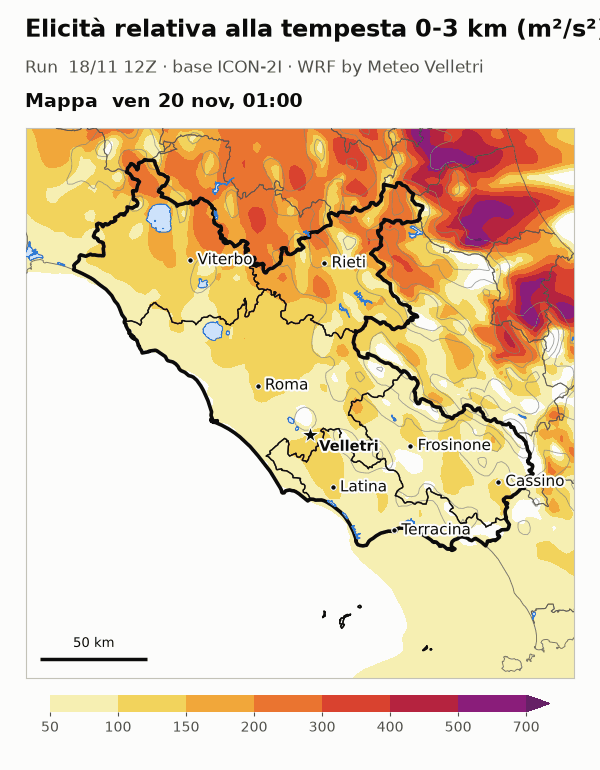 Elicità relativa alla tempesta 0-3 km (m²/s²)
Run 18/11 12Z · base ICON-2I · WRF by Meteo Velletri
Mappa ven 20 nov, 01:00
Viterbo
Rieti
Roma
Velletri
Frosinone
Latina
Cassino
Terracina
50 km
50 100 150 200 300 400 500 700